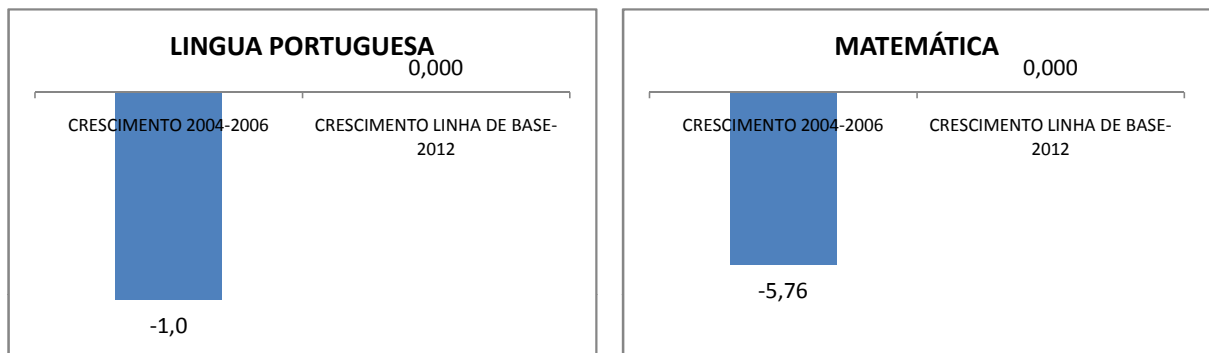 LINGUA PORTUGUESA
0,000
CRESCIMENTO 2004-2006
CRESCIMENTO LINHA DE BASE-
2012
-1,0
MATEMÁTICA
0,000
CRESCIMENTO 2004-2006
CRESCIMENTO LINHA DE BASE-
2012
-5,76